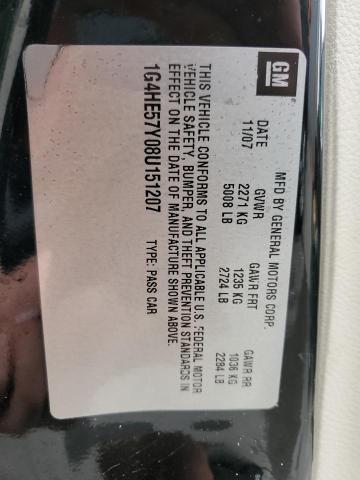 GM
MFD BY GENERAL MOTORS CORP.
DATE GVWR GAWR FRT GAWR RR
11/07 2271 KG 1235 KG 1036 KG
5008 LB 2724 LB 2284 LB
THIS VEHICLE CONFORMS TO ALL APPLICABLE U.S. FEDERAL MOTOR
VEHICLE SAFETY, BUMPER, AND THEFT PREVENTION STANDARDS IN
EFFECT ON THE DATE OF MANUFACTURE SHOWN ABOVE.
1G4HE57Y08U151207 TYPE: PASS CAR